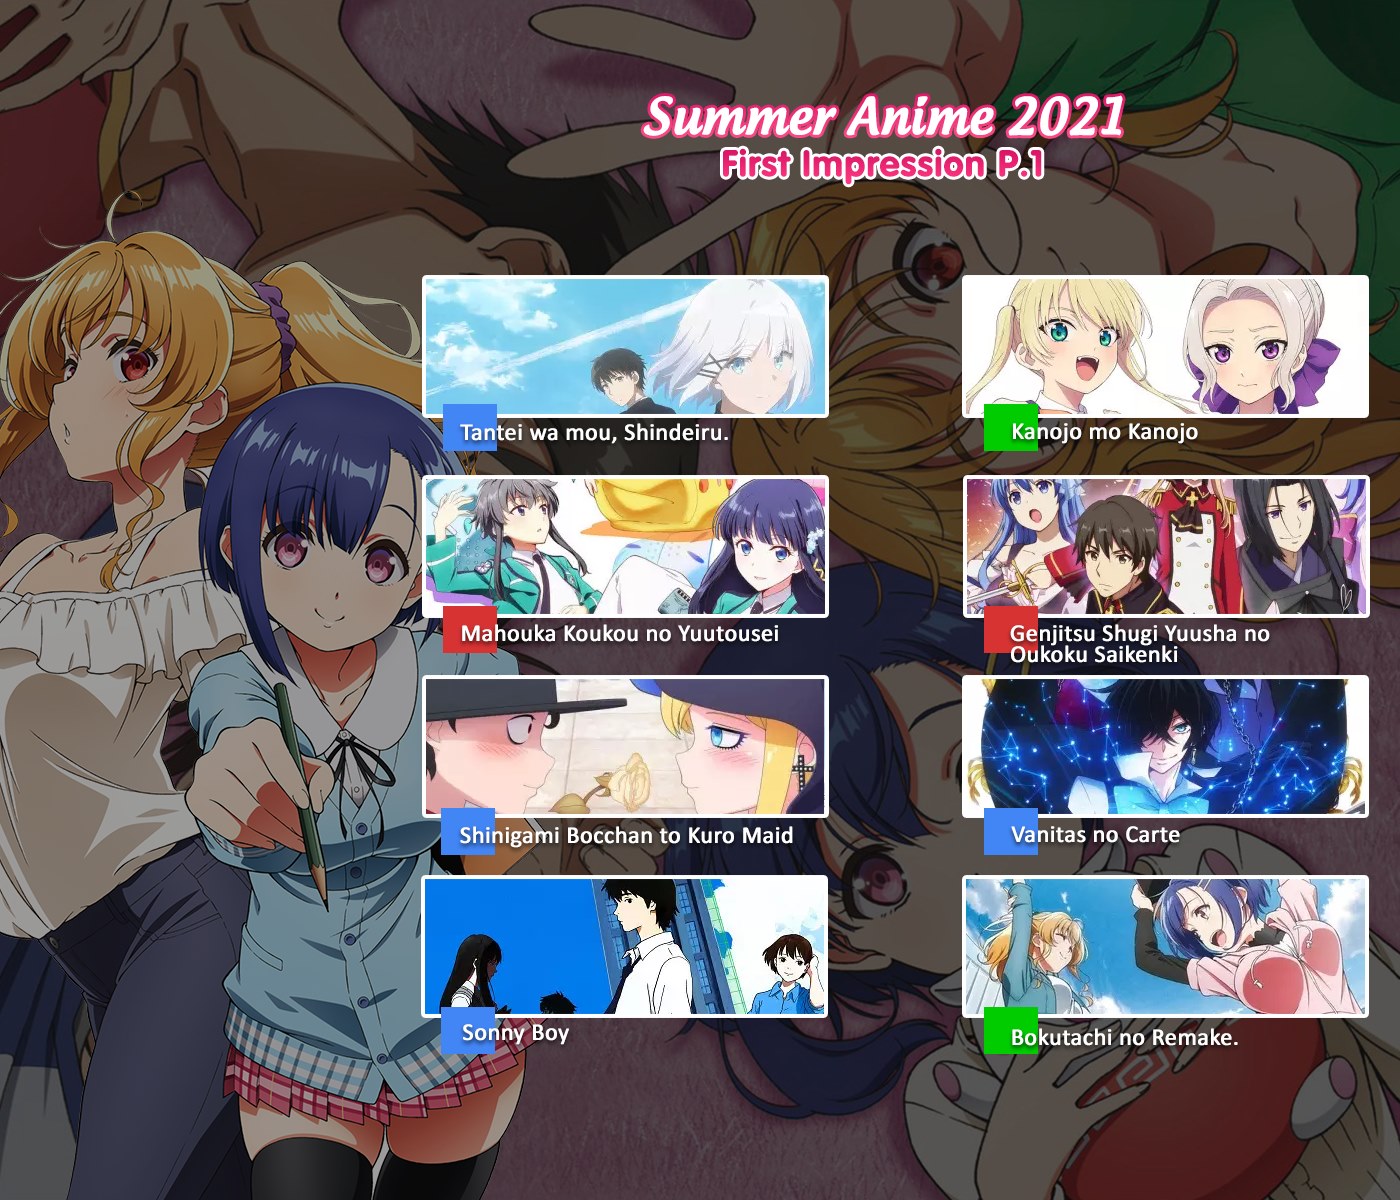 Summer Anime 2021
First Impression P.1
Tantei wa mou, Shindeiru.
Kanojo mo Kanojo
Mahouka Koukou no Yuutousei
Genjitsu Shugi Yuusha no
Oukoku Saikenki
Shinigami Bocchan to Kuro Maid
Vanitas no Carte
Sonny Boy
Bokutachi no Remake.